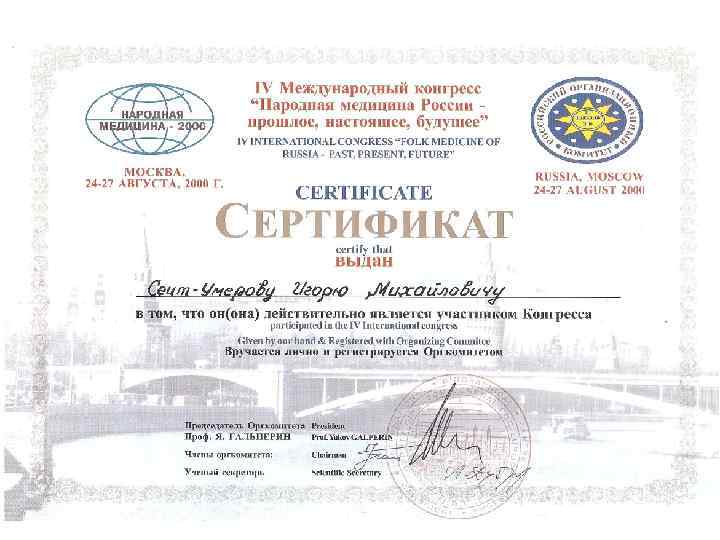 IV Международный конгресс
“Народная медицина России -
прошлое, настоящее, будущее”
IV INTERNATIONAL CONGRESS “FOLK MEDICINE OF
RUSSIA - PAST, PRESENT, FUTURE”
НАРОДНАЯ
МЕДИЦИНА - 2000
МОСКВА.
24-27 АВГУСТА, 2000 Г.
РОССИЙСКИЙ ОРГАНИЗАЦИОННЫЙ
КОМИТЕТ
RUSSIA, MOSCOW
24-27 AUGUST 2000
CERTIFICATE
СЕРТИФИКАТ
certify that
выдан
Сеит-Умерову Игорю Михайловичу
в том, что он(она) действительно является участником Конгресса
participated in the IV International congress
Given by our hand & Registered with Organizing Commitee
Вручается лично и регистрируется Оргкомитетом
Председатель Оргкомитета President
Проф. Я. ГАЛЬПЕРИН Prof. Yakov GALPERIN
Члены оргкомитета: Chairman
Ученый секретарь Scientific Secretary